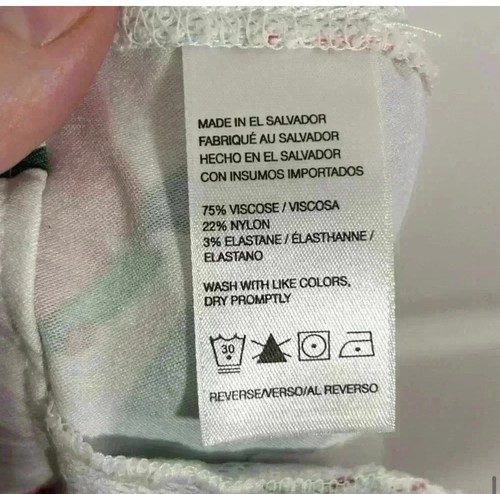 MADE IN EL SALVADOR
FABRIQUÉ AU SALVADOR
HECHO EN EL SALVADOR
CON INSUMOS IMPORTADOS
75% VISCOSE / VISCOSA
22% NYLON
3% ELASTANE / ÉLASTHANNE /
ELASTANO
WASH WITH LIKE COLORS,
DRY PROMPTLY
30
REVERSE/VERSO/AL REVERSO